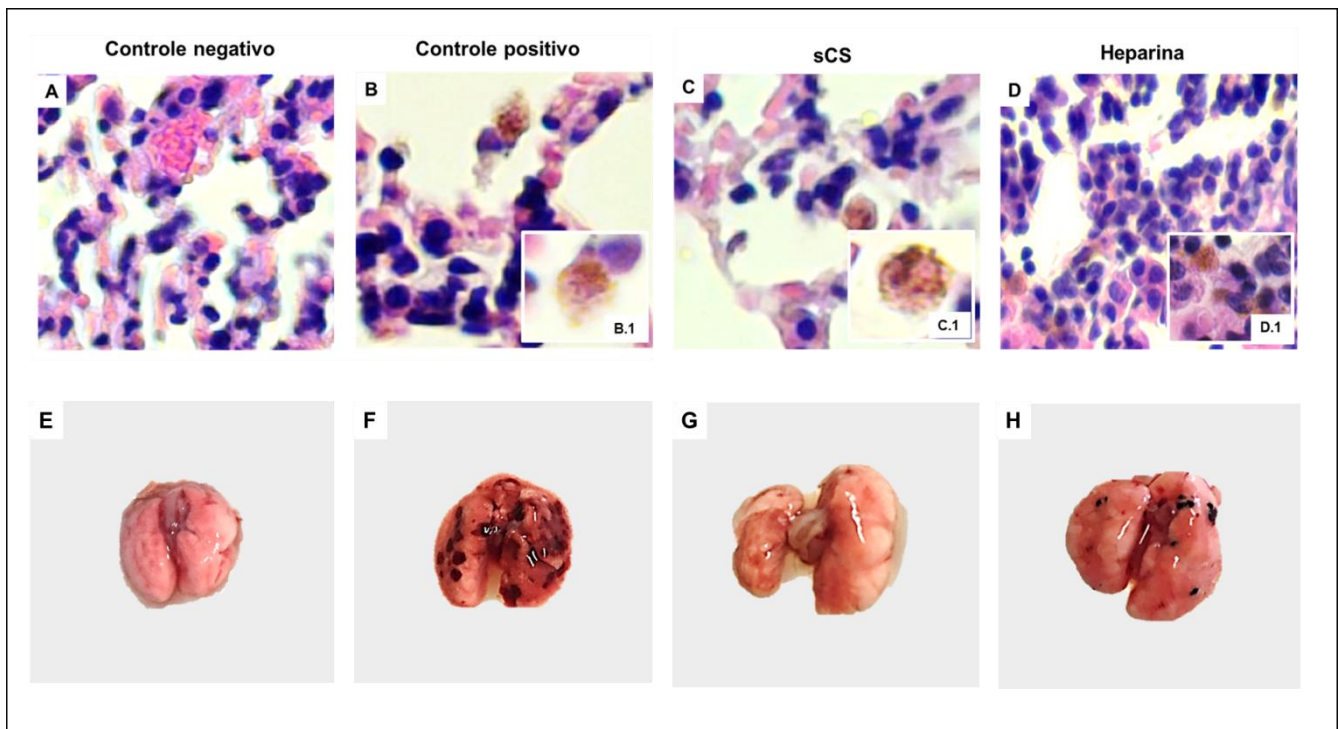 Controle negativo
Controle positivo
sCS
Heparina
A
B
C
D
B.1
C.1
D.1
E
F
G
H